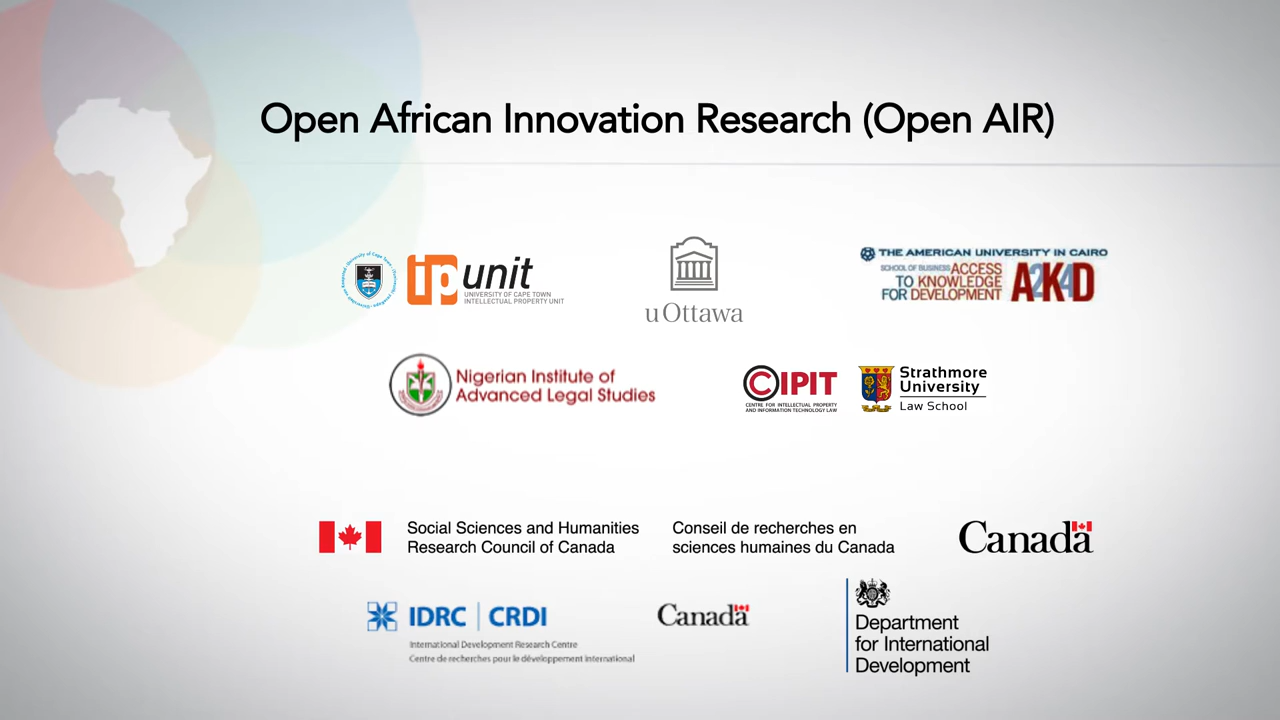 Open African Innovation Research (Open AIR)
ip unit
UNIVERSITY OF CAPE TOWN
INTELLECTUAL PROPERTY UNIT
uOttawa
THE AMERICAN UNIVERSITY IN CAIRO
SCHOOL OF BUSINESS ACCESS
TO KNOWLEDGE
FOR DEVELOPMENT
A2K4D
Nigerian Institute of
Advanced Legal Studies
CIPIT
CENTRE FOR INTELLECTUAL PROPERTY
AND INFORMATION TECHNOLOGY LAW
Strathmore
University
Law School
Social Sciences and Humanities
Research Council of Canada
Conseil de recherches en
sciences humaines du Canada
Canada
IDRC | CRDI
International Development Research Centre
Centre de recherches pour le développement international
Canada
Department
for International
Development